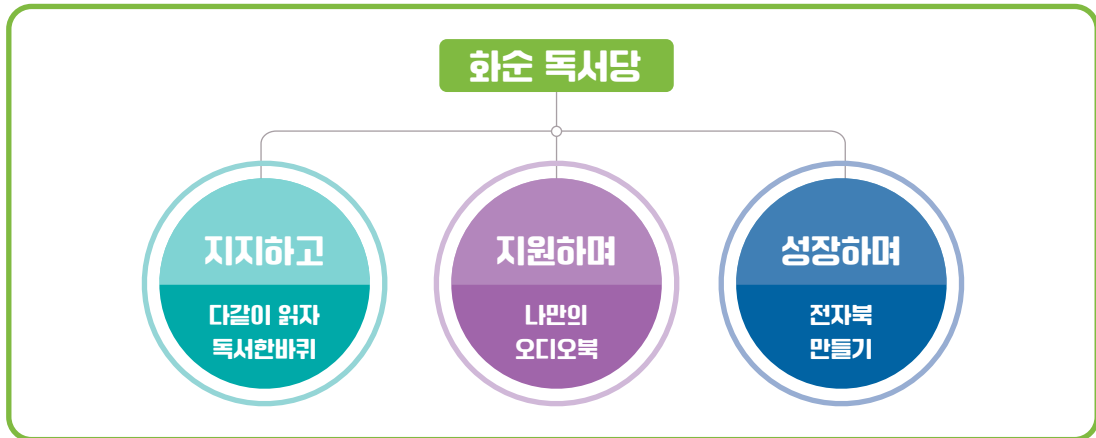 화순 독서당
지지하고
다같이 읽자
독서한바퀴
지원하며
나만의
오디오북
성장하며
전자북
만들기